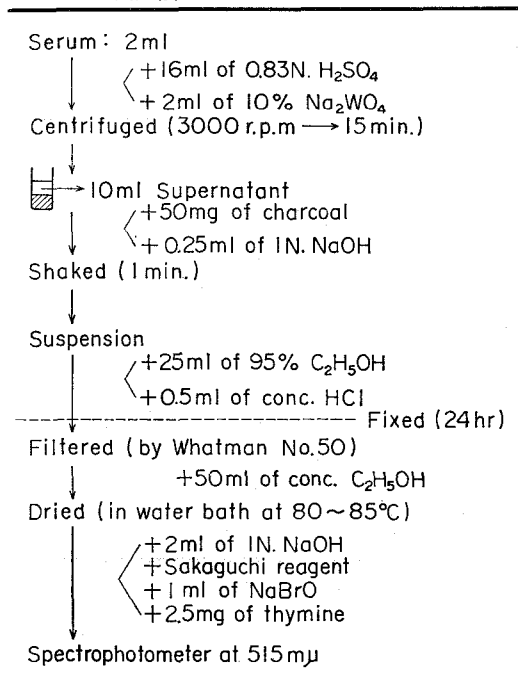 Serum: 2ml
+16ml of 0.83N. H₂SO₄
+ 2ml of 10% Na₂WO₄
Centrifuged (3000 r.p.m → 15 min.)
→ 10ml Supernatant
+50mg of charcoal
+ 0.25ml of 1N. NaOH
Shaked (1 min.)
Suspension
+25ml of 95% C₂H₅OH
+0.5ml of conc. HCl
Fixed (24hr)
Filtered (by Whatman No.50)
+50ml of conc. C₂H₅OH
Dried (in water bath at 80~85°C)
+2ml of 1N. NaOH
+Sakaguchi reagent
+ 1 ml of NaBrO
+2.5mg of thymine
Spectrophotometer at 515mμ